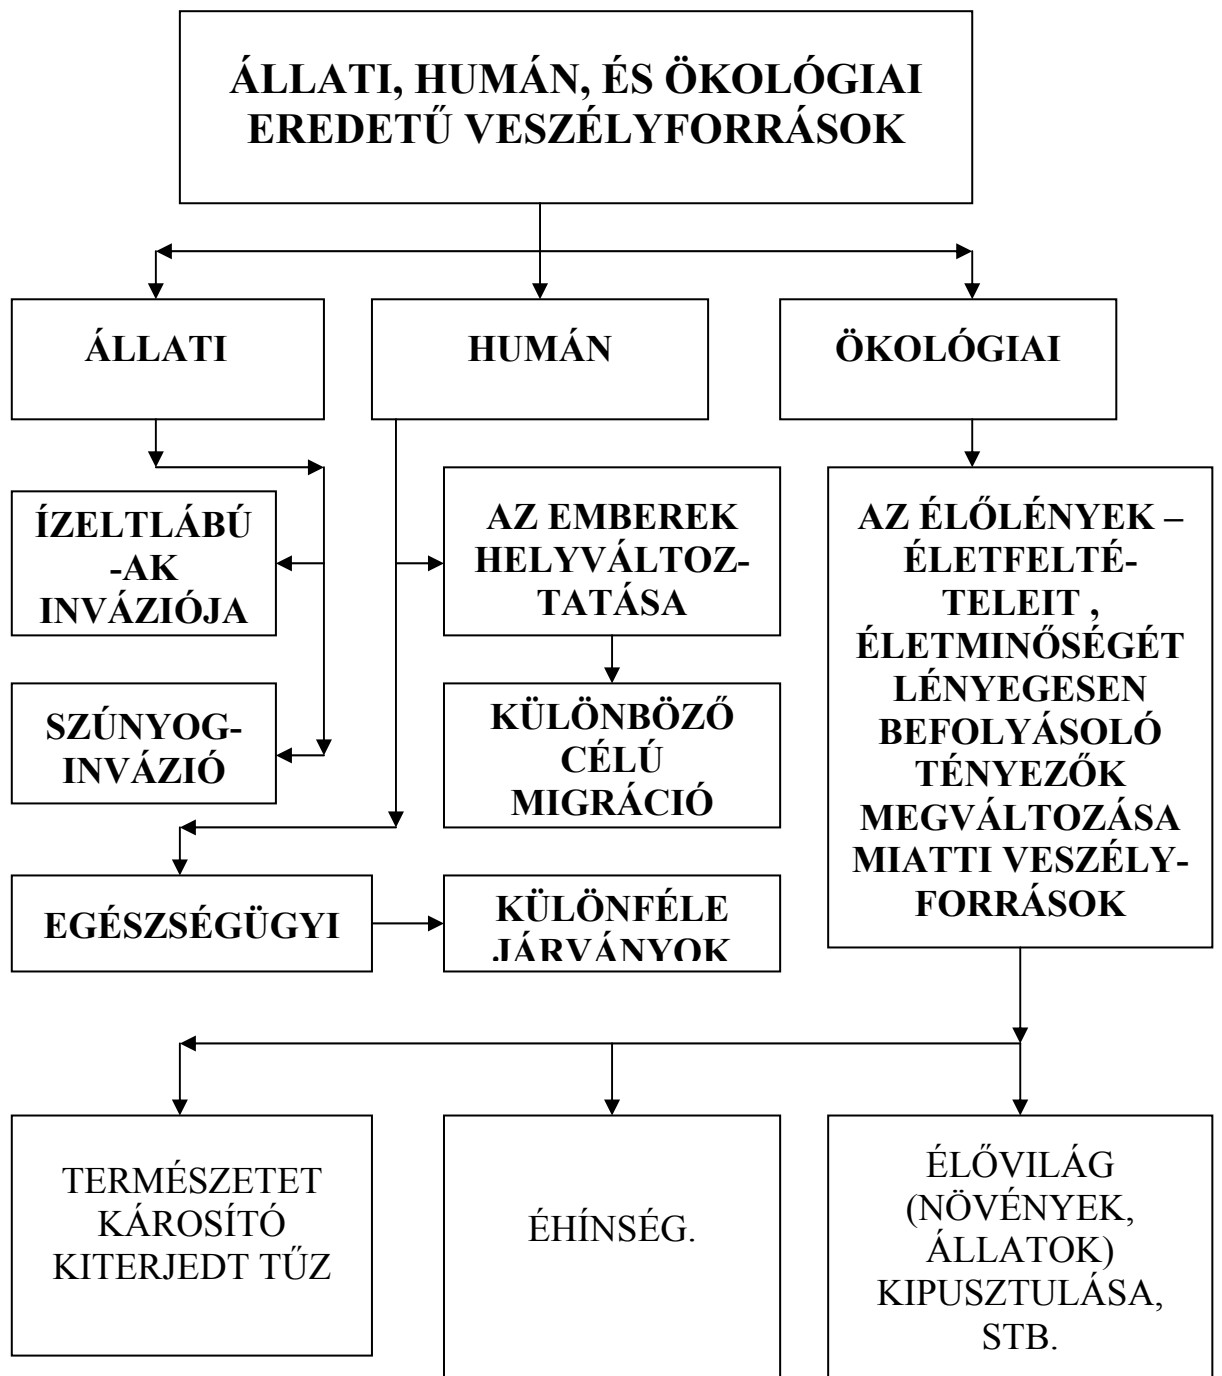 ÁLLATI, HUMÁN, ÉS ÖKOLÓGIAI
EREDETŰ VESZÉLYFORRÁSOK
ÁLLATI
HUMÁN
ÖKOLÓGIAI
ÍZELTLÁBÚ
-AK
INVÁZIÓJA
SZÚNYOG-
INVÁZIÓ
AZ EMBEREK
HELYVÁLTOZ-
TATÁSA
KÜLÖNBÖZŐ
CÉLÚ
MIGRÁCIÓ
EGÉSZSÉGÜGYI
KÜLÖNFÉLE
JÁRVÁNYOK
AZ ÉLŐLÉNYEK –
ÉLETFELTÉ-
TELEIT ,
ÉLETMINŐSÉGÉT
LÉNYEGESEN
BEFOLYÁSOLÓ
TÉNYEZŐK
MEGVÁLTOZÁSA
MIATTI VESZÉLY-
FORRÁSOK
TERMÉSZETET
KÁROSÍTÓ
KITERJEDT TŰZ
ÉHÍNSÉG.
ÉLŐVILÁG
(NÖVÉNYEK,
ÁLLATOK)
KIPUSZTULÁSA,
STB.